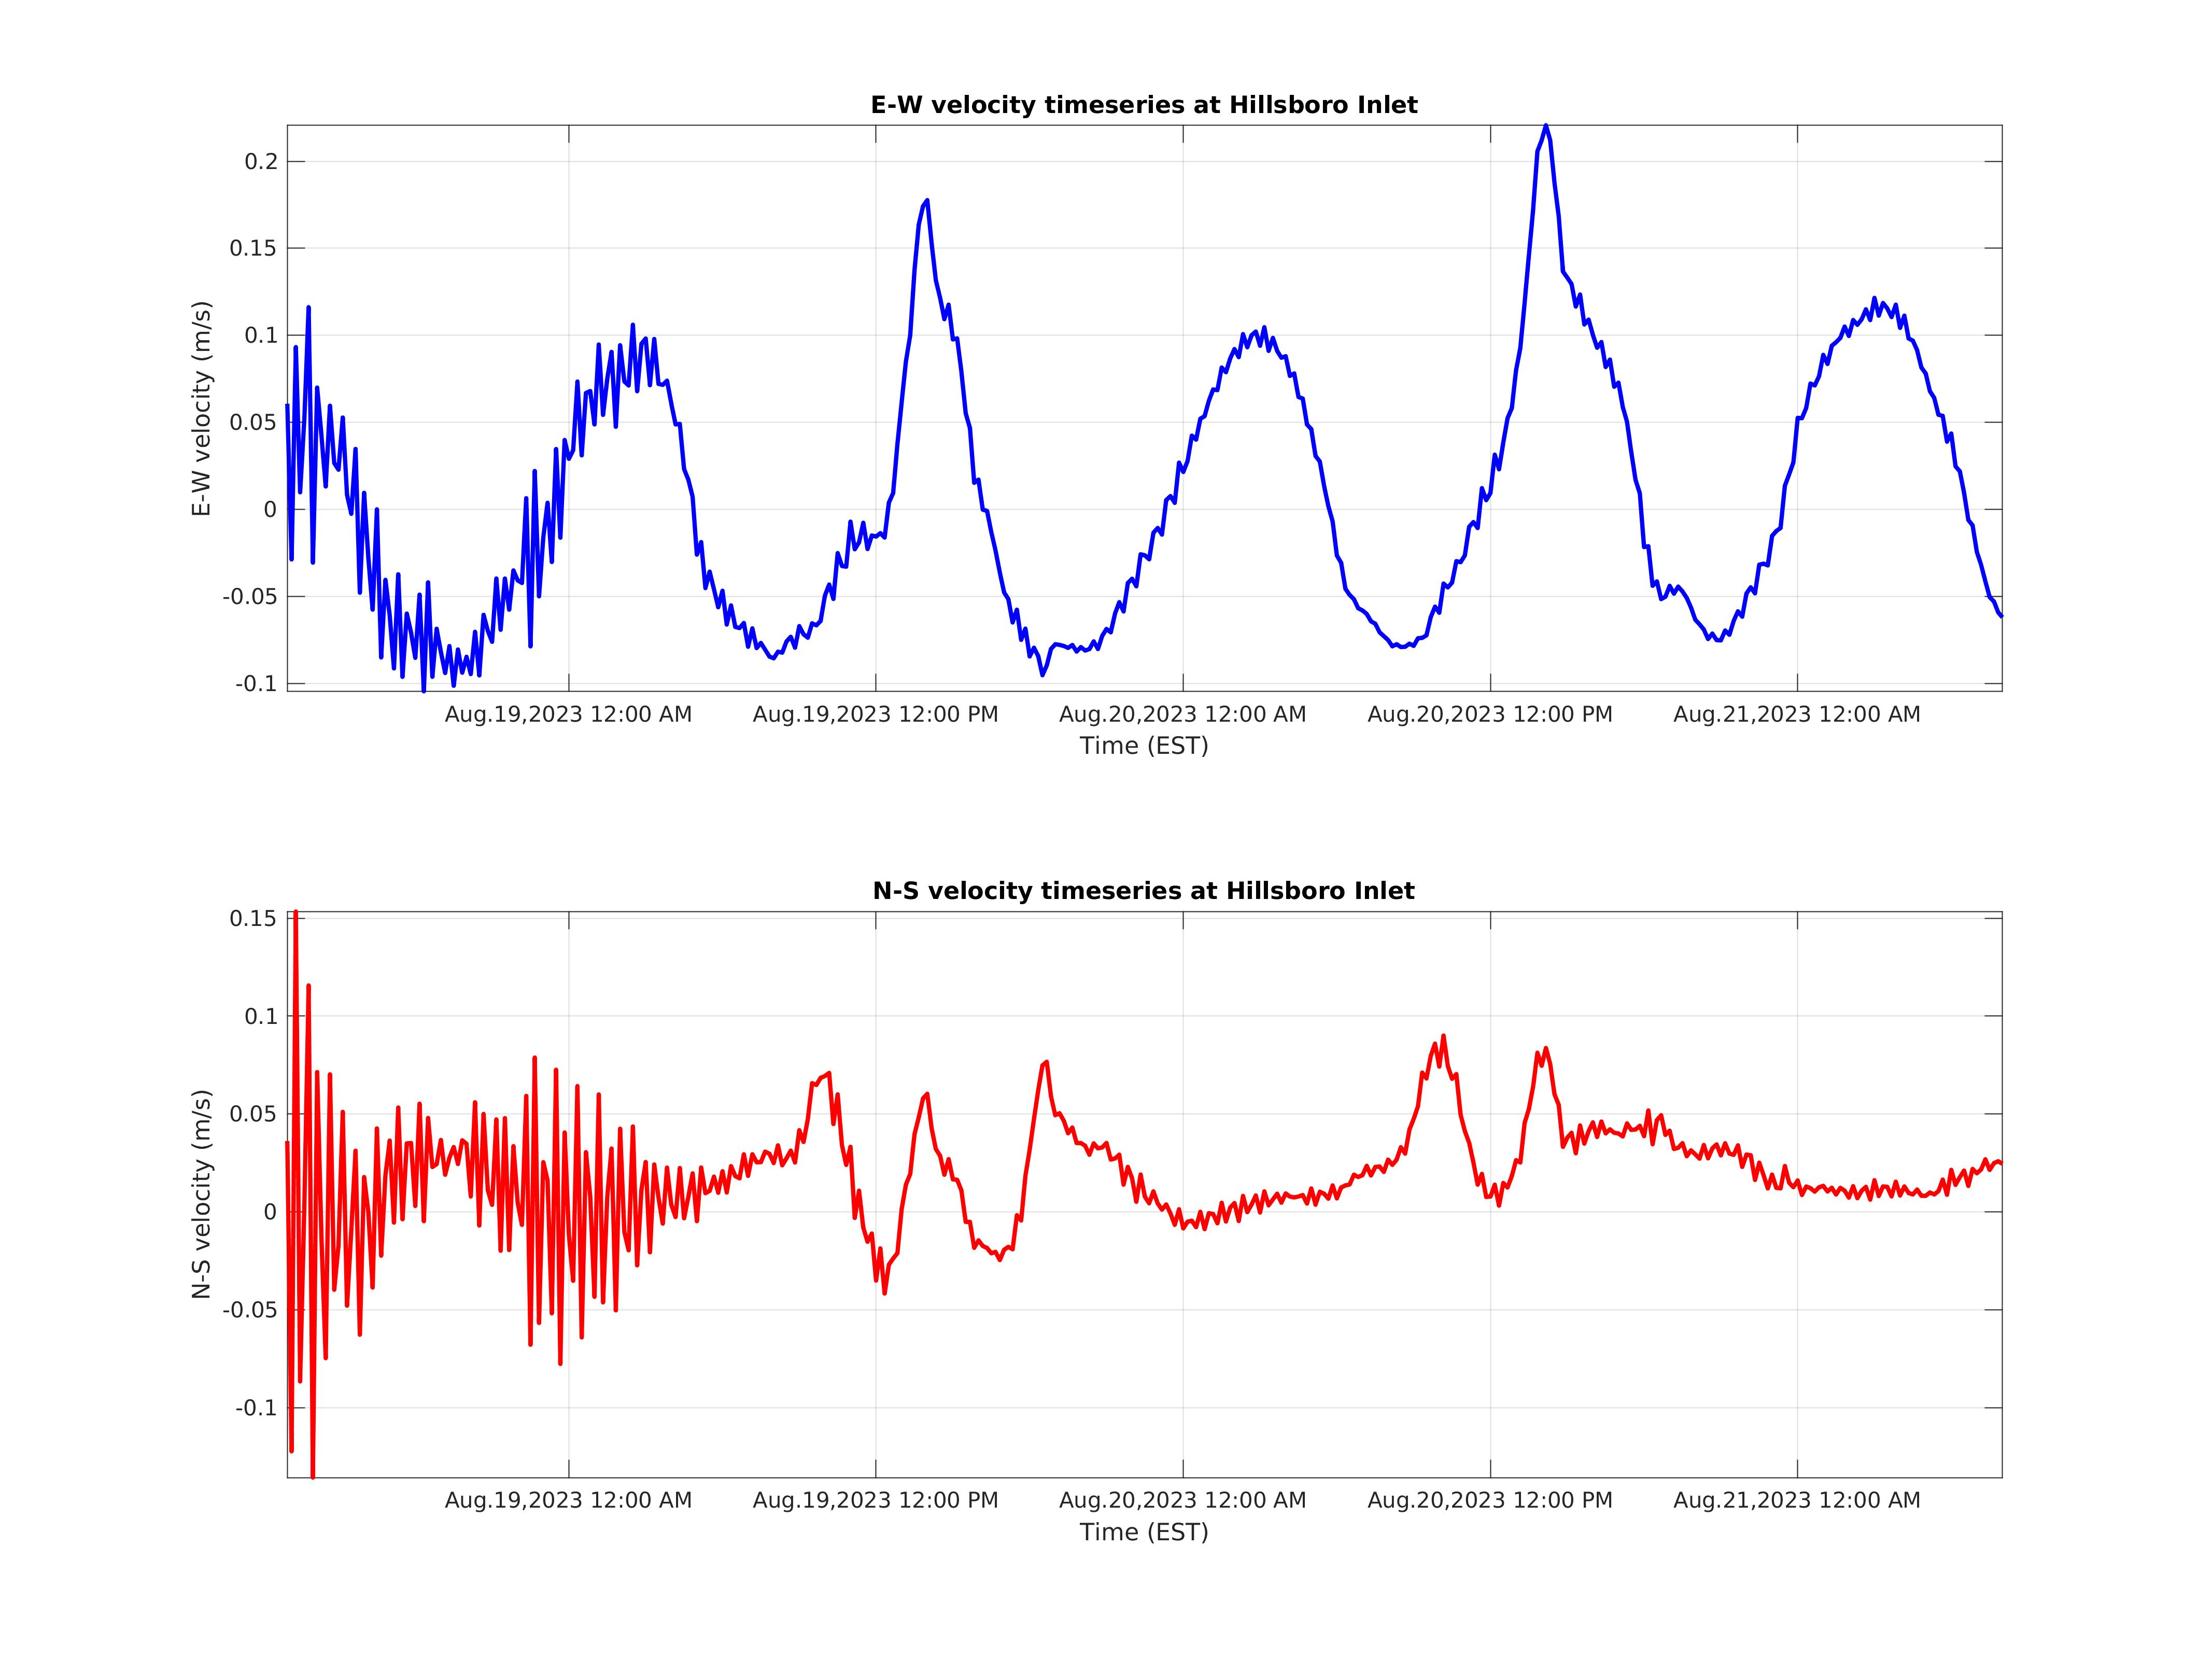 E-W velocity timeseries at Hillsboro Inlet
E-W velocity (m/s)
0.2
0.15
0.1
0.05
0
-0.05
-0.1
Aug.19,2023 12:00 AM Aug.19,2023 12:00 PM Aug.20,2023 12:00 AM Aug.20,2023 12:00 PM Aug.21,2023 12:00 AM
Time (EST)
N-S velocity timeseries at Hillsboro Inlet
N-S velocity (m/s)
0.15
0.1
0.05
0
-0.05
-0.1
Aug.19,2023 12:00 AM Aug.19,2023 12:00 PM Aug.20,2023 12:00 AM Aug.20,2023 12:00 PM Aug.21,2023 12:00 AM
Time (EST)